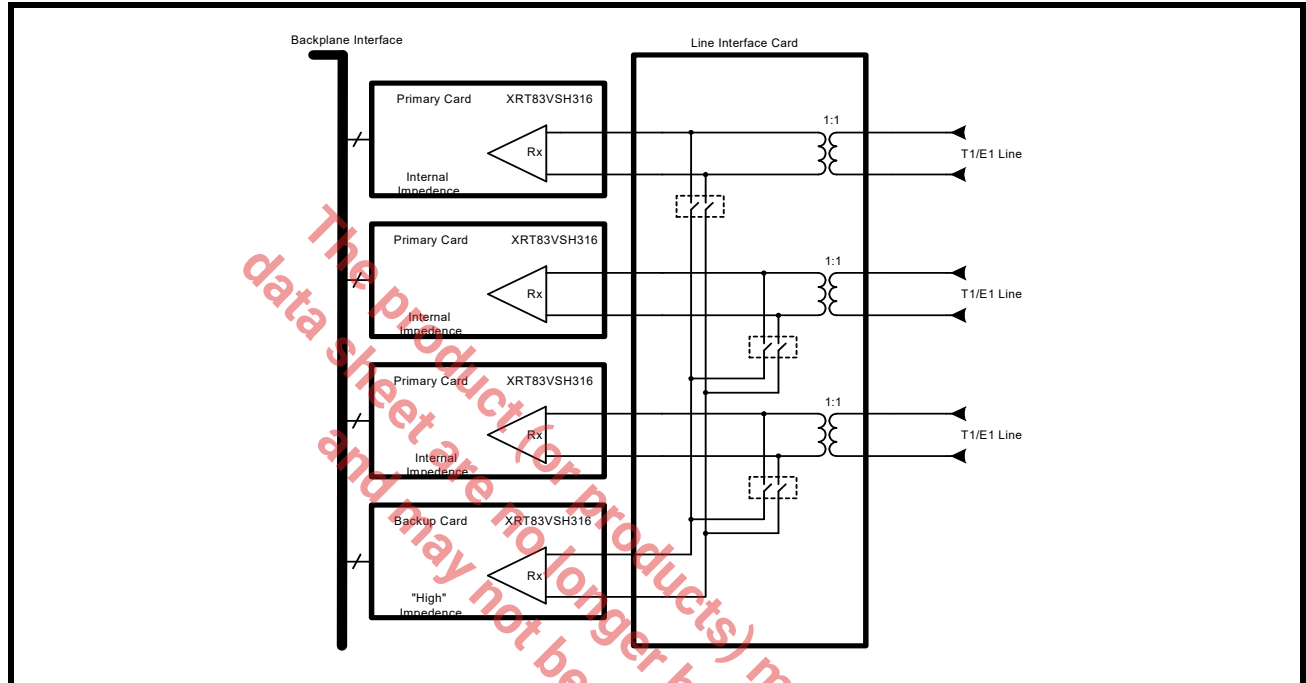 Backplane Interface
Line Interface Card
Primary Card XRT83VSH316
1:1
Rx
T1/E1 Line
Internal
Impedence
Primary Card XRT83VSH316
1:1
Rx
T1/E1 Line
Internal
Impedence
Primary Card XRT83VSH316
1:1
Rx
T1/E1 Line
Internal
Impedence
Backup Card XRT83VSH316
Rx
"High"
Impedence
The product (or products) m
data sheet are no longer b
and may not be